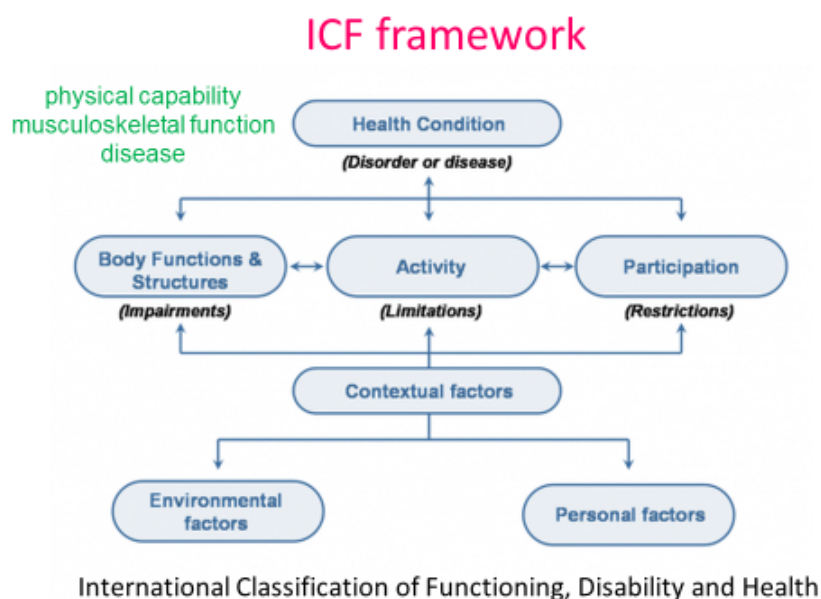 ICF framework
physical capability
musculoskeletal function
disease
Health Condition
(Disorder or disease)
Body Functions &
Structures
Activity
Participation
(Impairments)
(Limitations)
(Restrictions)
Contextual factors
Environmental
factors
Personal factors
International Classification of Functioning, Disability and Health